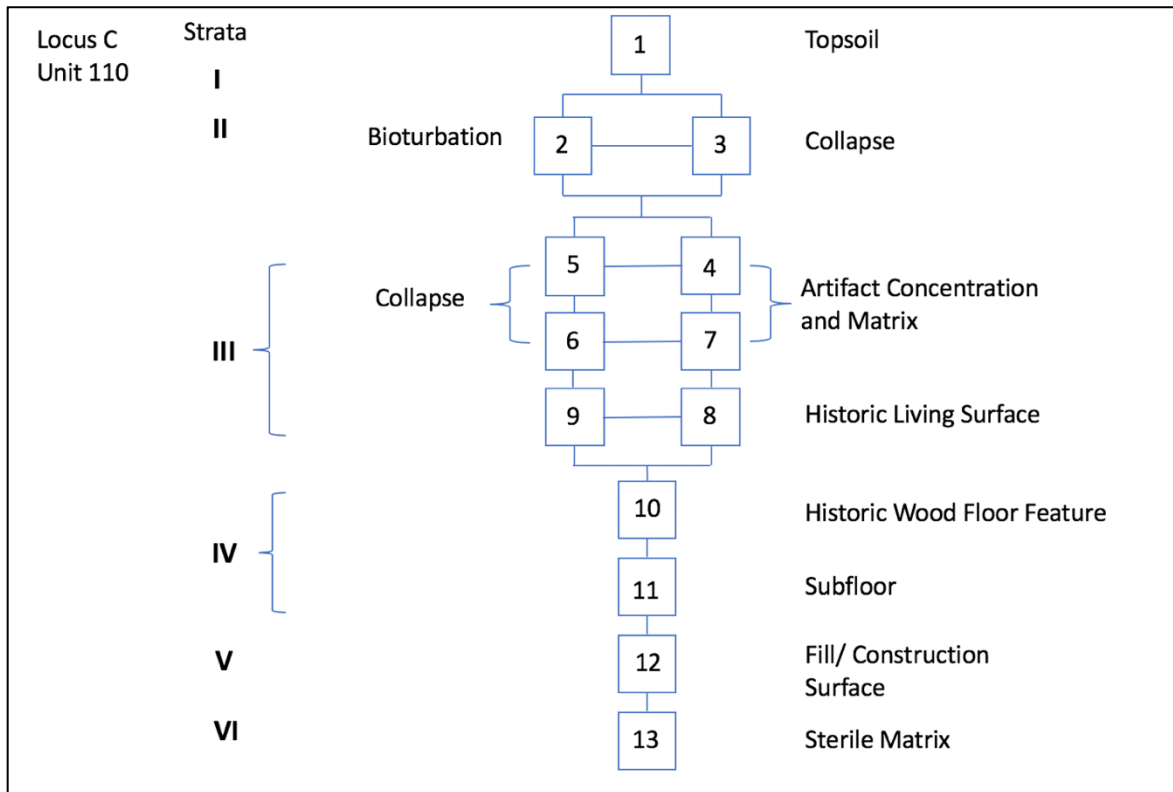 Locus C
Unit 110
Strata
1
Topsoil
I
II
Bioturbation
2
3
Collapse
5
4
Collapse
Artifact Concentration
and Matrix
6
7
III
9
8
Historic Living Surface
10
Historic Wood Floor Feature
IV
11
Subfloor
V
12
Fill/ Construction
Surface
VI
13
Sterile Matrix